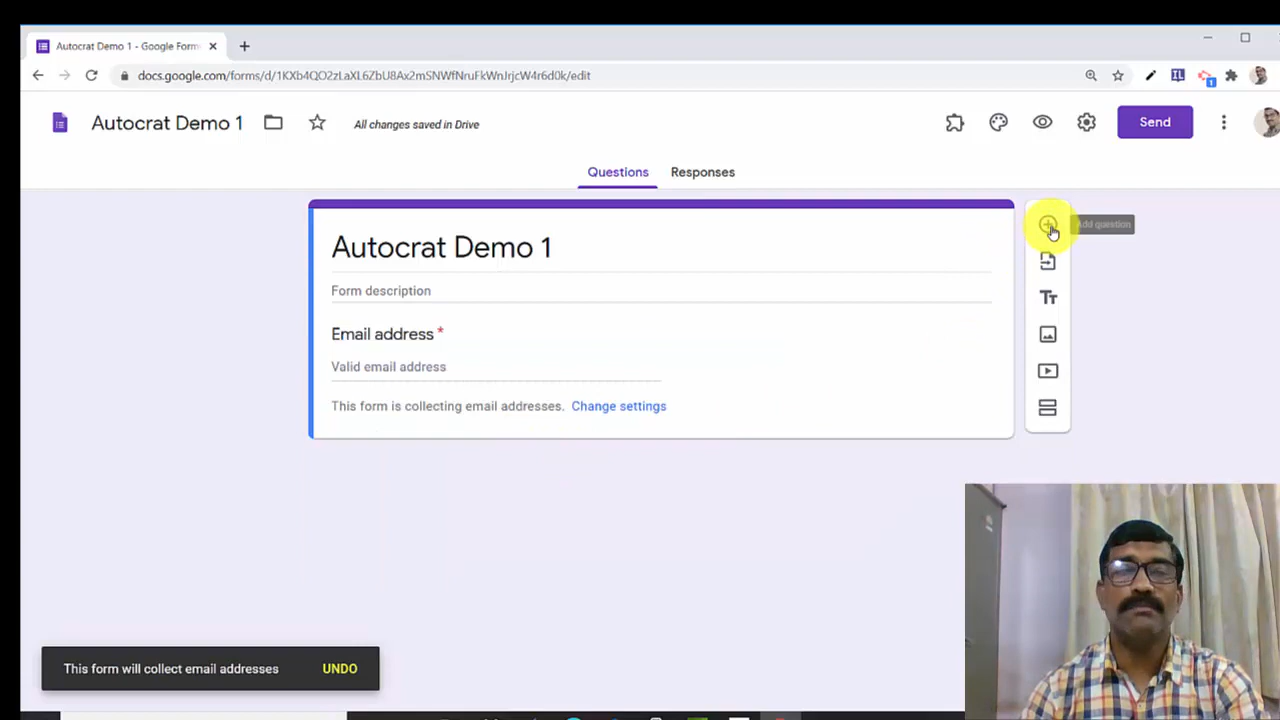 Autocrat Demo 1 - Google Form
docs.google.com/forms/d/1KXb4QO2zLaXL6ZbU8Ax2mSNWfNruFkWnJrjcW4r6d0k/edit
Autocrat Demo 1
All changes saved in Drive
Send
Questions
Responses
Autocrat Demo 1
Add question
Form description
Email address *
Valid email address
This form is collecting email addresses. Change settings
This form will collect email addresses
UNDO